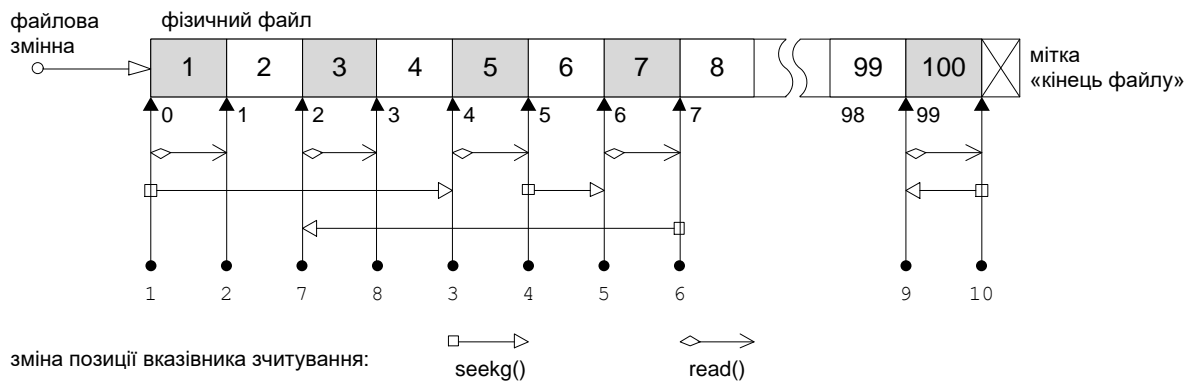 файлова
змінна
фізичний файл
1 2 3 4 5 6 7 8 99 100
мітка
«кінець файлу»
0 1 2 3 4 5 6 7 98 99
1 2 7 8 3 4 5 6 9 10
зміна позиції вказівника зчитування:
seekg() read()